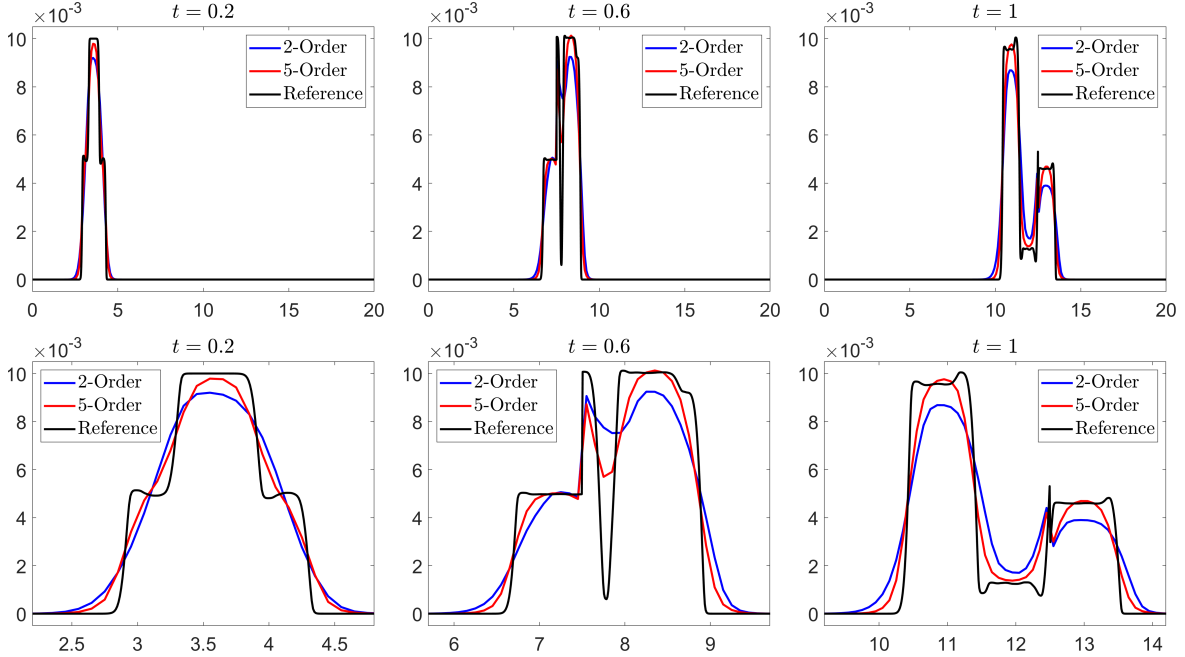 ×10⁻³ t = 0.2
10
8
6
4
2
0
0 5 10 15 20
2-Order
5-Order
Reference
×10⁻³ t = 0.6
10
8
6
4
2
0
0 5 10 15 20
2-Order
5-Order
Reference
×10⁻³ t = 1
10
8
6
4
2
0
0 5 10 15 20
2-Order
5-Order
Reference
×10⁻³ t = 0.2
10
8
6
4
2
0
2.5 3 3.5 4 4.5
2-Order
5-Order
Reference
×10⁻³ t = 0.6
10
8
6
4
2
0
6 7 8 9
2-Order
5-Order
Reference
×10⁻³ t = 1
10
8
6
4
2
0
10 11 12 13 14
2-Order
5-Order
Reference